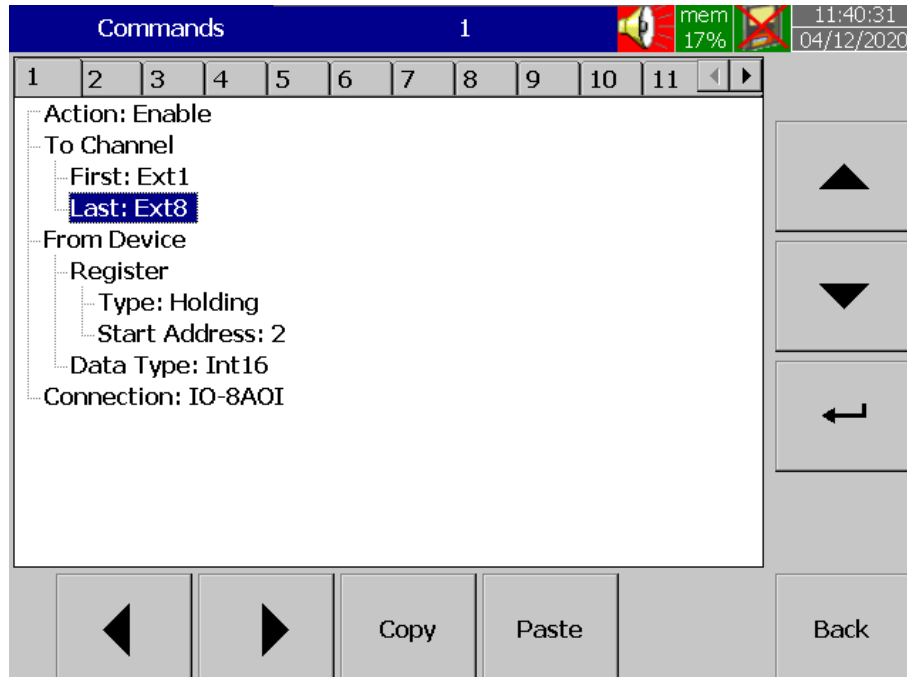 Commands 1 mem 11:40:31
17% 04/12/2020
1 2 3 4 5 6 7 8 9 10 11
Action: Enable
To Channel
First: Ext1
Last: Ext8
From Device
Register
Type: Holding
Start Address: 2
Data Type: Int16
Connection: IO-8AOI
Copy Paste Back